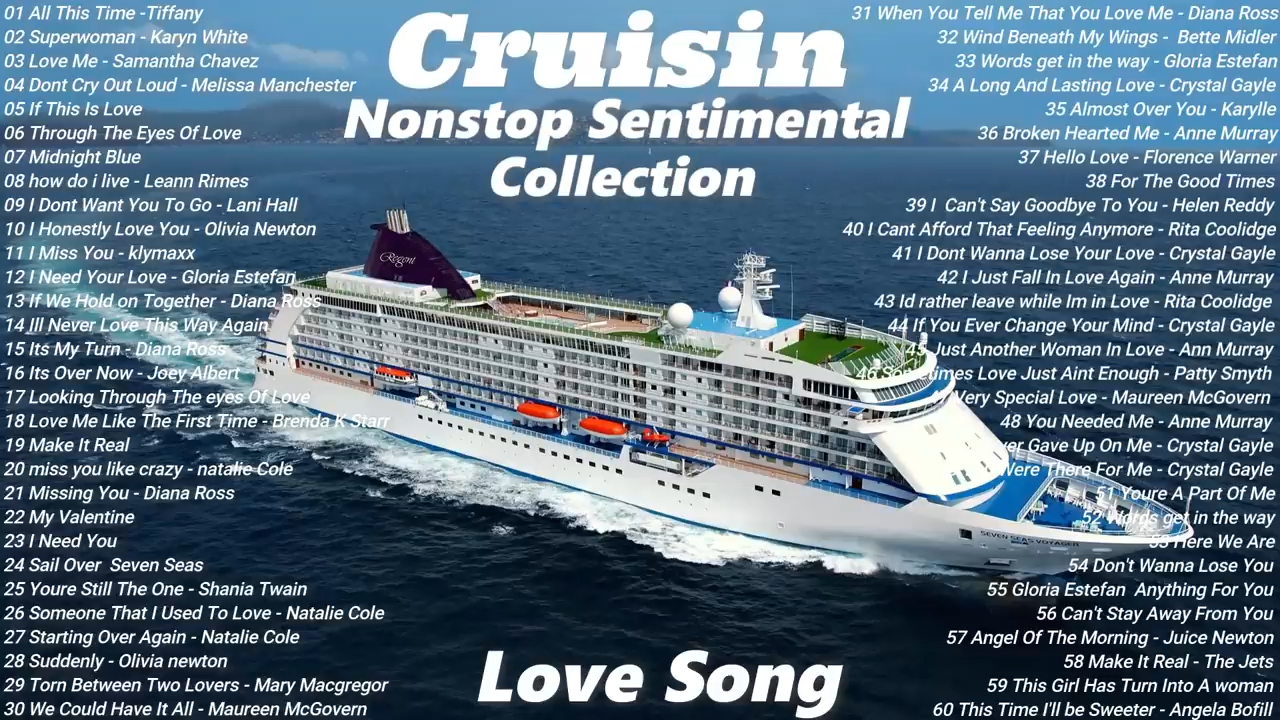 Cruisin
Nonstop Sentimental
Collection
01 All This Time -Tiffany
02 Superwoman - Karyn White
03 Love Me - Samantha Chavez
04 Dont Cry Out Loud - Melissa Manchester
05 If This Is Love
06 Through The Eyes Of Love
07 Midnight Blue
08 how do i live - Leann Rimes
09 I Dont Want You To Go - Lani Hall
10 I Honestly Love You - Olivia Newton
11 I Miss You - klymaxx
12 I Need Your Love - Gloria Estefan
13 If We Hold on Together - Diana Ross
14 Ill Never Love This Way Again
15 Its My Turn - Diana Ross
16 Its Over Now - Joey Albert
17 Looking Through The eyes Of Love
18 Love Me Like The First Time - Brenda K Starr
19 Make It Real
20 miss you like crazy - natalie Cole
21 Missing You - Diana Ross
22 My Valentine
23 I Need You
24 Sail Over Seven Seas
25 Youre Still The One - Shania Twain
26 Someone That I Used To Love - Natalie Cole
27 Starting Over Again - Natalie Cole
28 Suddenly - Olivia newton
29 Torn Between Two Lovers - Mary Macgregor
30 We Could Have It All - Maureen McGovern
31 When You Tell Me That You Love Me - Diana Ross
32 Wind Beneath My Wings - Bette Midler
33 Words get in the way - Gloria Estefan
34 A Long And Lasting Love - Crystal Gayle
35 Almost Over You - Karylle
36 Broken Hearted Me - Anne Murray
37 Hello Love - Florence Warner
38 For The Good Times
39 I Can't Say Goodbye To You - Helen Reddy
40 I Cant Afford That Feeling Anymore - Rita Coolidge
41 I Dont Wanna Lose Your Love - Crystal Gayle
42 I Just Fall In Love Again - Anne Murray
43 Id rather leave while Im in Love - Rita Coolidge
44 If You Ever Change Your Mind - Crystal Gayle
45 Just Another Woman In Love - Ann Murray
46 Sometimes Love Just Aint Enough - Patty Smyth
Very Special Love - Maureen McGovern
48 You Needed Me - Anne Murray
Gave Up On Me - Crystal Gayle
Were There For Me - Crystal Gayle
51 Youre A Part Of Me
52 Words get in the way
53 Here We Are
54 Don't Wanna Lose You
55 Gloria Estefan Anything For You
56 Can't Stay Away From You
57 Angel Of The Morning - Juice Newton
58 Make It Real - The Jets
59 This Girl Has Turn Into A woman
60 This Time I'll be Sweeter - Angela Bofill
Regent
SEVEN SEAS VOYAGER
Love Song